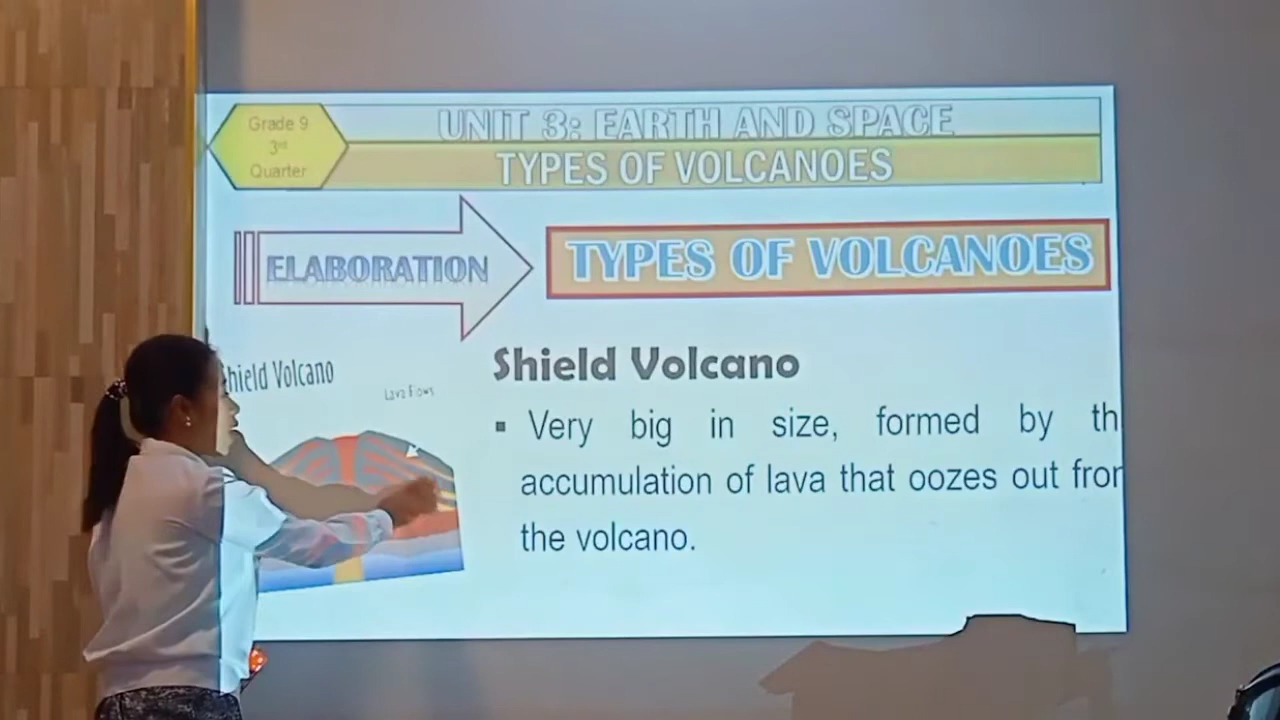 Grade 9
3rd
Quarter
UNIT 3: EARTH AND SPACE
TYPES OF VOLCANOES
ELABORATION
TYPES OF VOLCANOES
hield Volcano
Lava Flows
Shield Volcano
▪ Very big in size, formed by th
accumulation of lava that oozes out fror
the volcano.